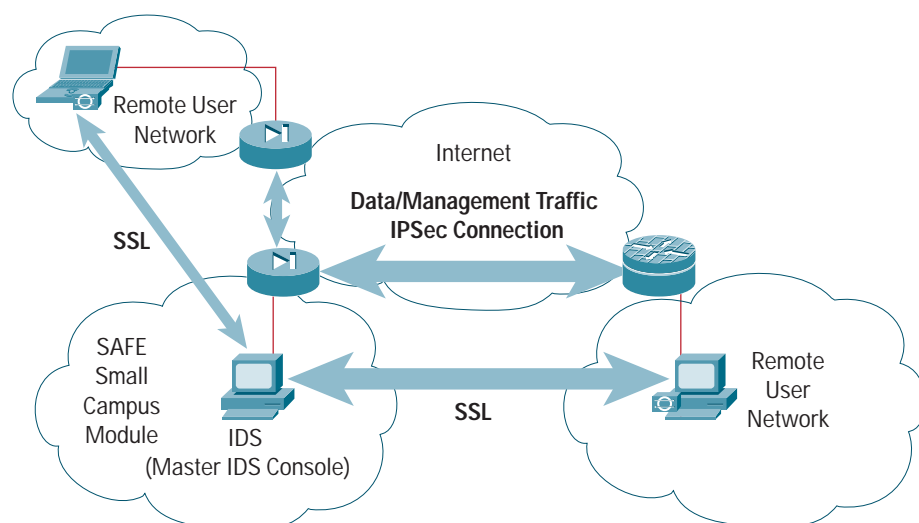 Remote User
Network
Internet
Data/Management Traffic
IPSec Connection
SSL
SAFE
Small
Campus
Module
IDS
(Master IDS Console)
SSL
Remote
User
Network